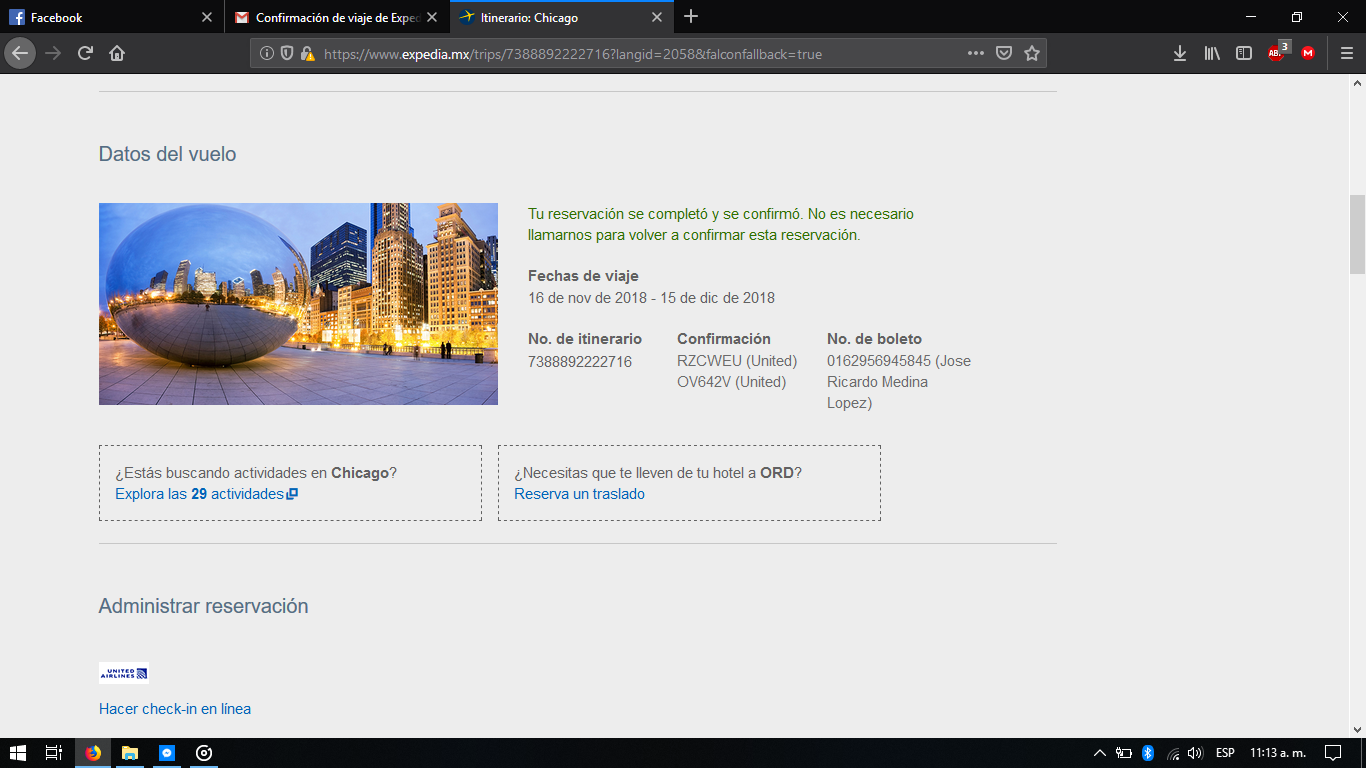 Facebook
Confirmación de viaje de Exped
Itinerario: Chicago
https://www.expedia.mx/trips/7388892222716?langid=2058&falconfallback=true
ABP
3
M
Datos del vuelo
Tu reservación se completó y se confirmó. No es necesario
llamarnos para volver a confirmar esta reservación.
Fechas de viaje
16 de nov de 2018 - 15 de dic de 2018
No. de itinerario
7388892222716
Confirmación
RZCWEU (United)
OV642V (United)
No. de boleto
0162956945845 (Jose
Ricardo Medina
Lopez)
¿Estás buscando actividades en Chicago?
Explora las 29 actividades
¿Necesitas que te lleven de tu hotel a ORD?
Reserva un traslado
Administrar reservación
UNITED
AIRLINES
Hacer check-in en línea
ESP
11:13 a. m.